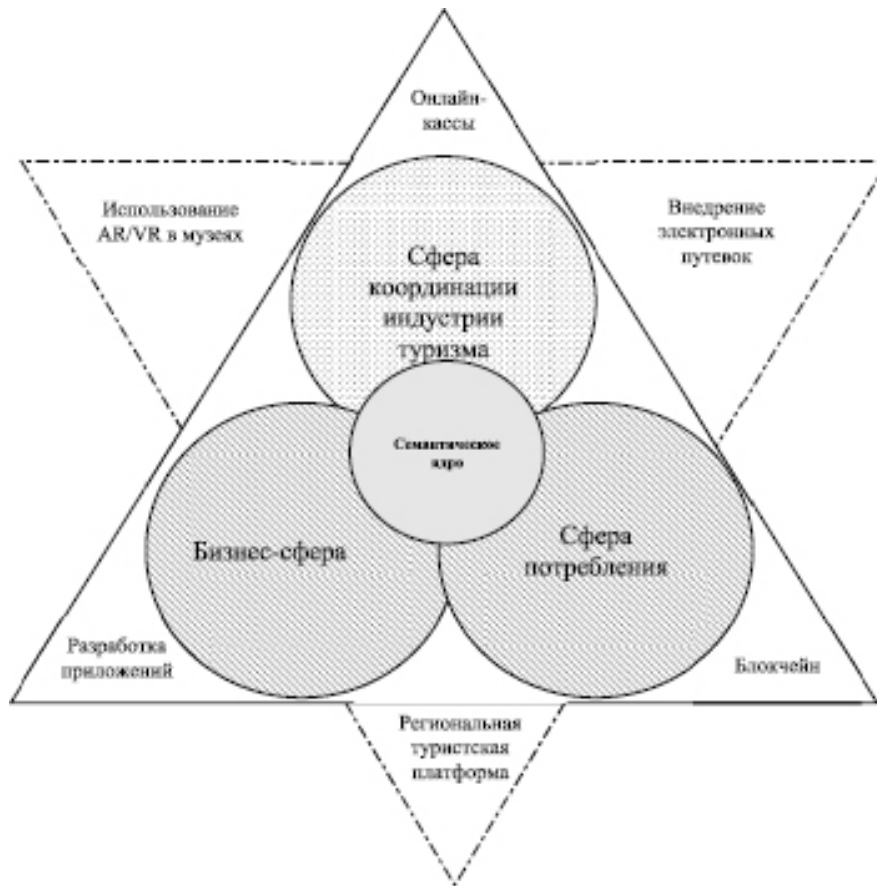 Онлайн-
кассы
Использование
AR/VR в музеях
Внедрение
электронных
путевок
Сфера
координации
индустрии
туризма
Семантическое
ядро
Бизнес-сфера
Сфера
потребления
Разработка
приложений
Блокчейн
Региональная
туристская
платформа